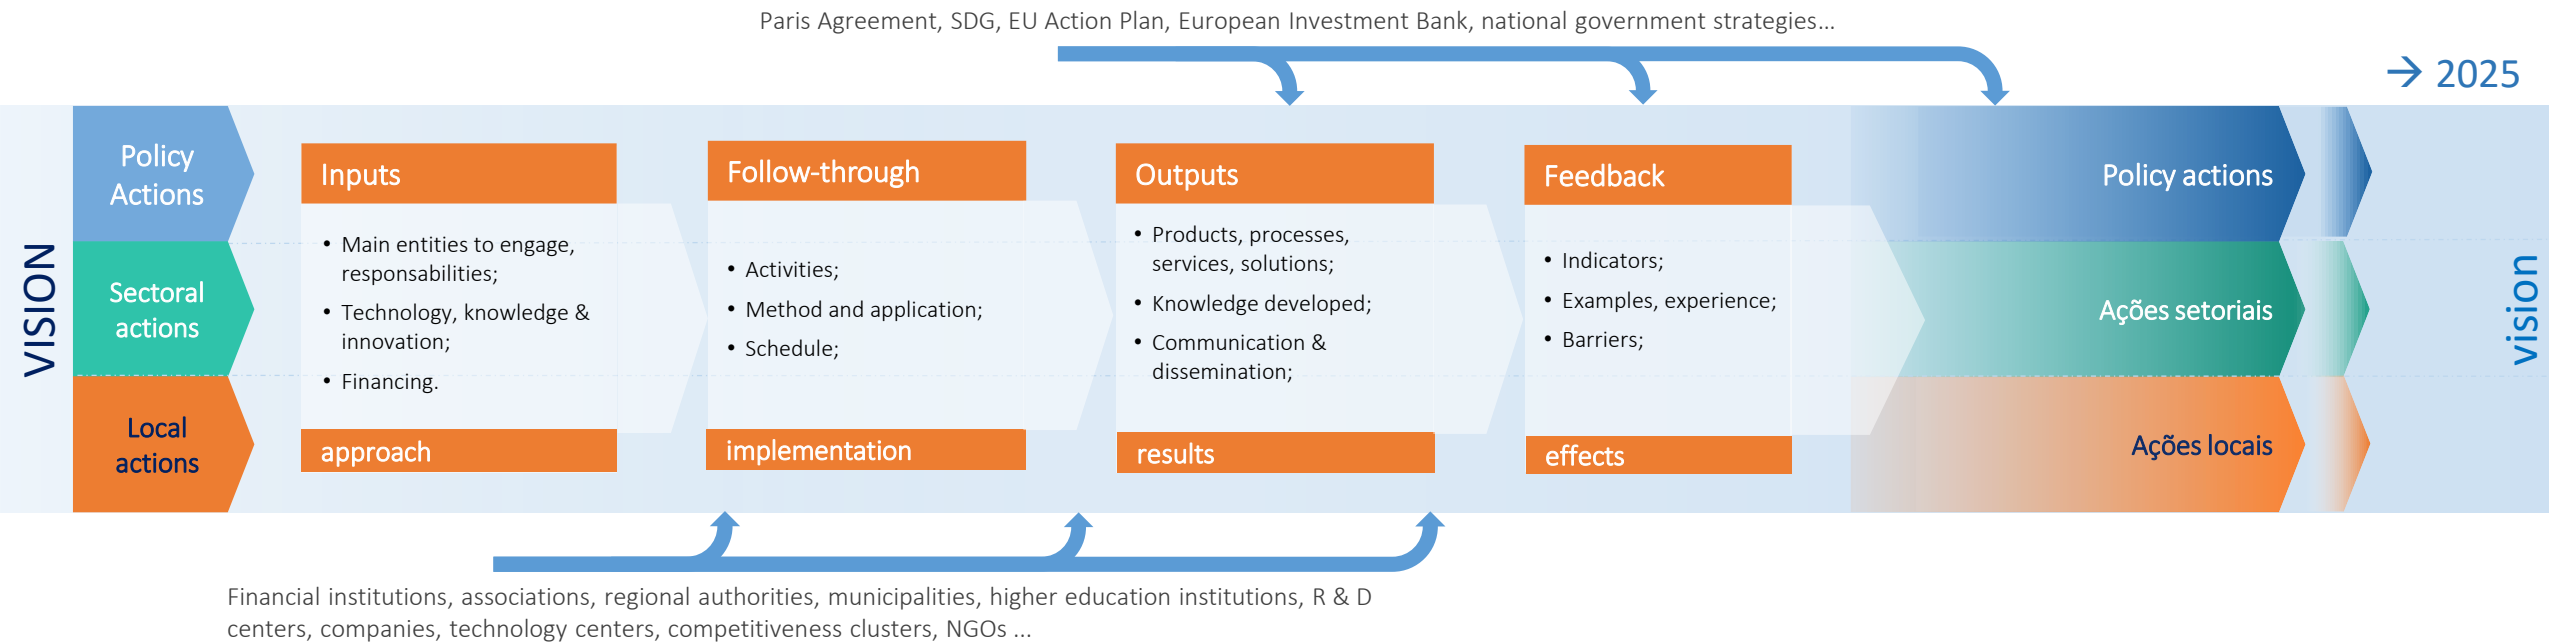 Paris Agreement, SDG, EU Action Plan, European Investment Bank, national government strategies...
→ 2025
VISION
Policy
Actions
Sectoral
actions
Local
actions
Inputs
• Main entities to engage,
responsabilities;
• Technology, knowledge &
innovation;
• Financing.
approach
Follow-through
• Activities;
• Method and application;
• Schedule;
implementation
Outputs
• Products, processes,
services, solutions;
• Knowledge developed;
• Communication &
dissemination;
results
Feedback
• Indicators;
• Examples, experience;
• Barriers;
effects
Policy actions
Ações setoriais
Ações locais
vision
Financial institutions, associations, regional authorities, municipalities, higher education institutions, R & D
centers, companies, technology centers, competitiveness clusters, NGOs ...